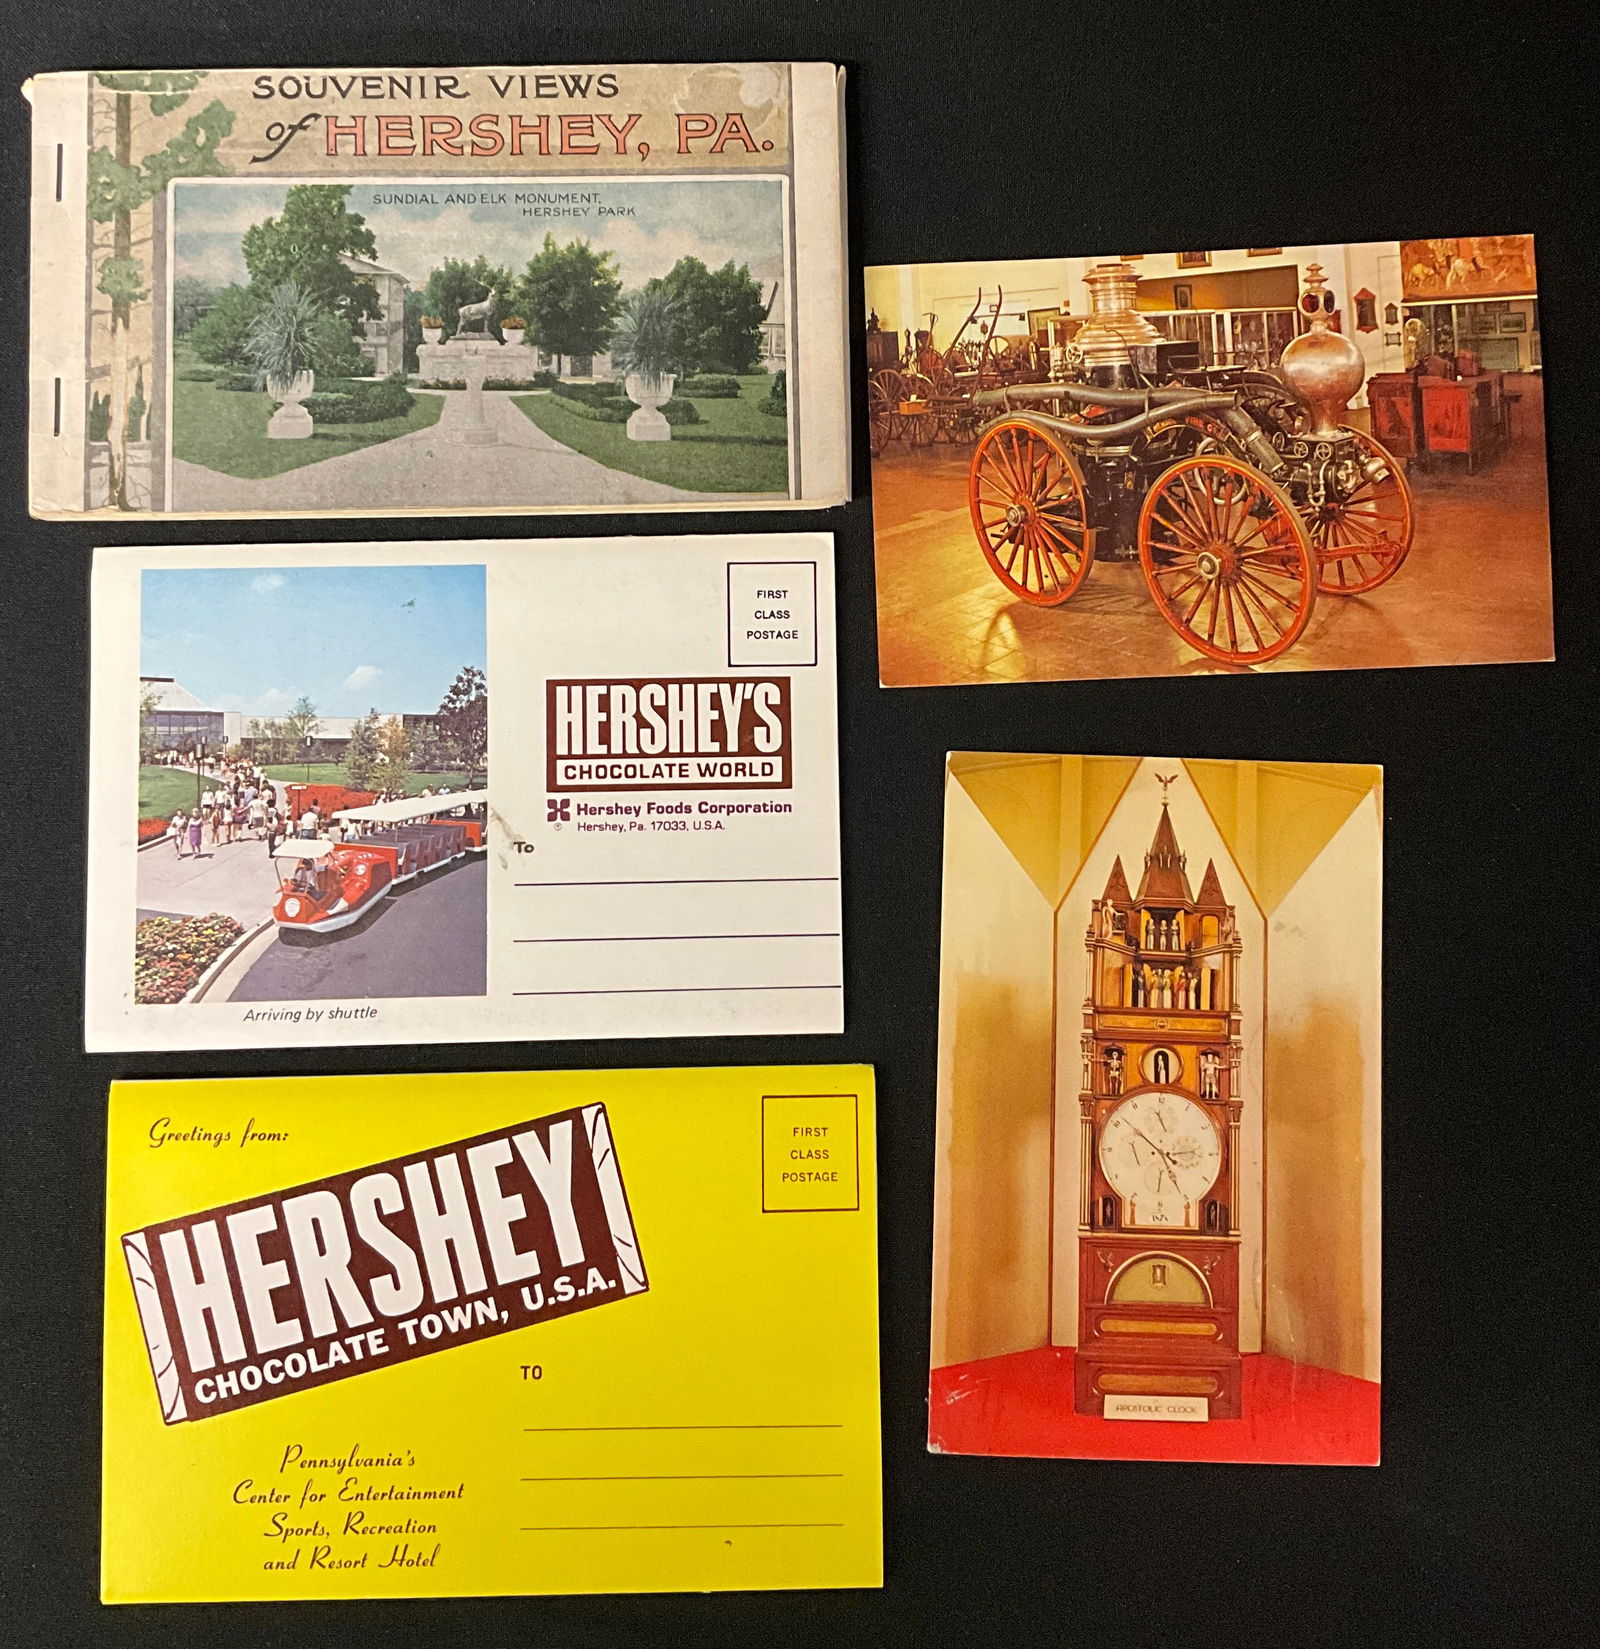 SOUVENIR VIEWS
of HERSHEY, PA.
SUNDIAL AND ELK MONUMENT,
HERSHEY PARK
FIRST
CLASS
POSTAGE
HERSHEY'S
CHOCOLATE WORLD
Hershey Foods Corporation
®
Hershey, Pa. 17033, U.S.A.
To
Arriving by shuttle
Greetings from:
FIRST
CLASS
POSTAGE
HERSHEY
CHOCOLATE TOWN, U.S.A.
TO
Pennsylvania's
Center for Entertainment
Sports, Recreation
and Resort Hotel
1878
APOSTOLIC CLOCK